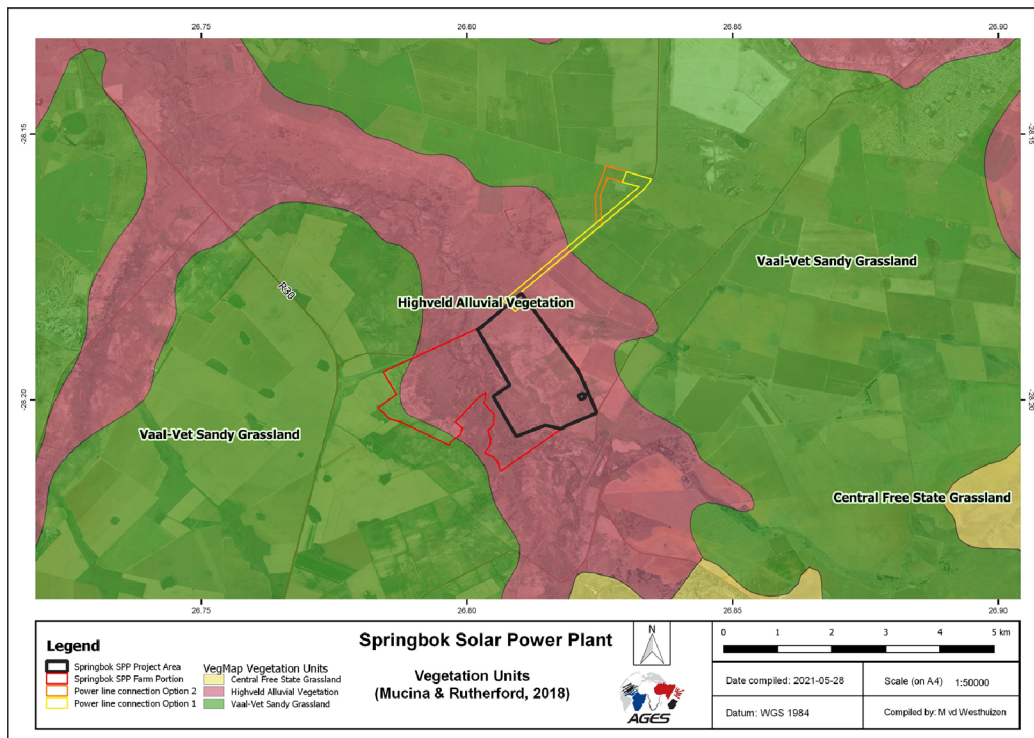 26.75 26.80 26.85 26.90
-28.15 -28.15
Vaal-Vet Sandy Grassland
R30
Highveld Alluvial Vegetation
-28.20 -28.20
Vaal-Vet Sandy Grassland
Central Free State Grassland
26.75 26.80 26.85 26.90
Legend
Springbok SPP Project Area
Springbok SPP Farm Portion
Power line connection Option 2
Power line connection Option 1
VegMap Vegetation Units
Central Free State Grassland
Highveld Alluvial Vegetation
Vaal-Vet Sandy Grassland
Springbok Solar Power Plant
Vegetation Units
(Mucina & Rutherford, 2018)
N
AGES
0 1 2 3 4 5 km
Date compiled: 2021-05-28
Scale (on A4) 1:50000
Datum: WGS 1984
Compiled by: M vd Westhuizen